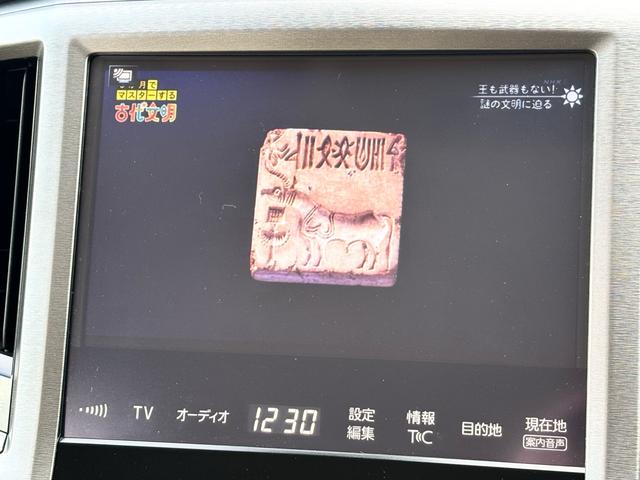 月で
マスターする
古代文明
NHK
王も武器もない!
謎の文明に迫る
TV
オーディオ
12:30
設定
編集
情報
TC
目的地
現在地
案内音声